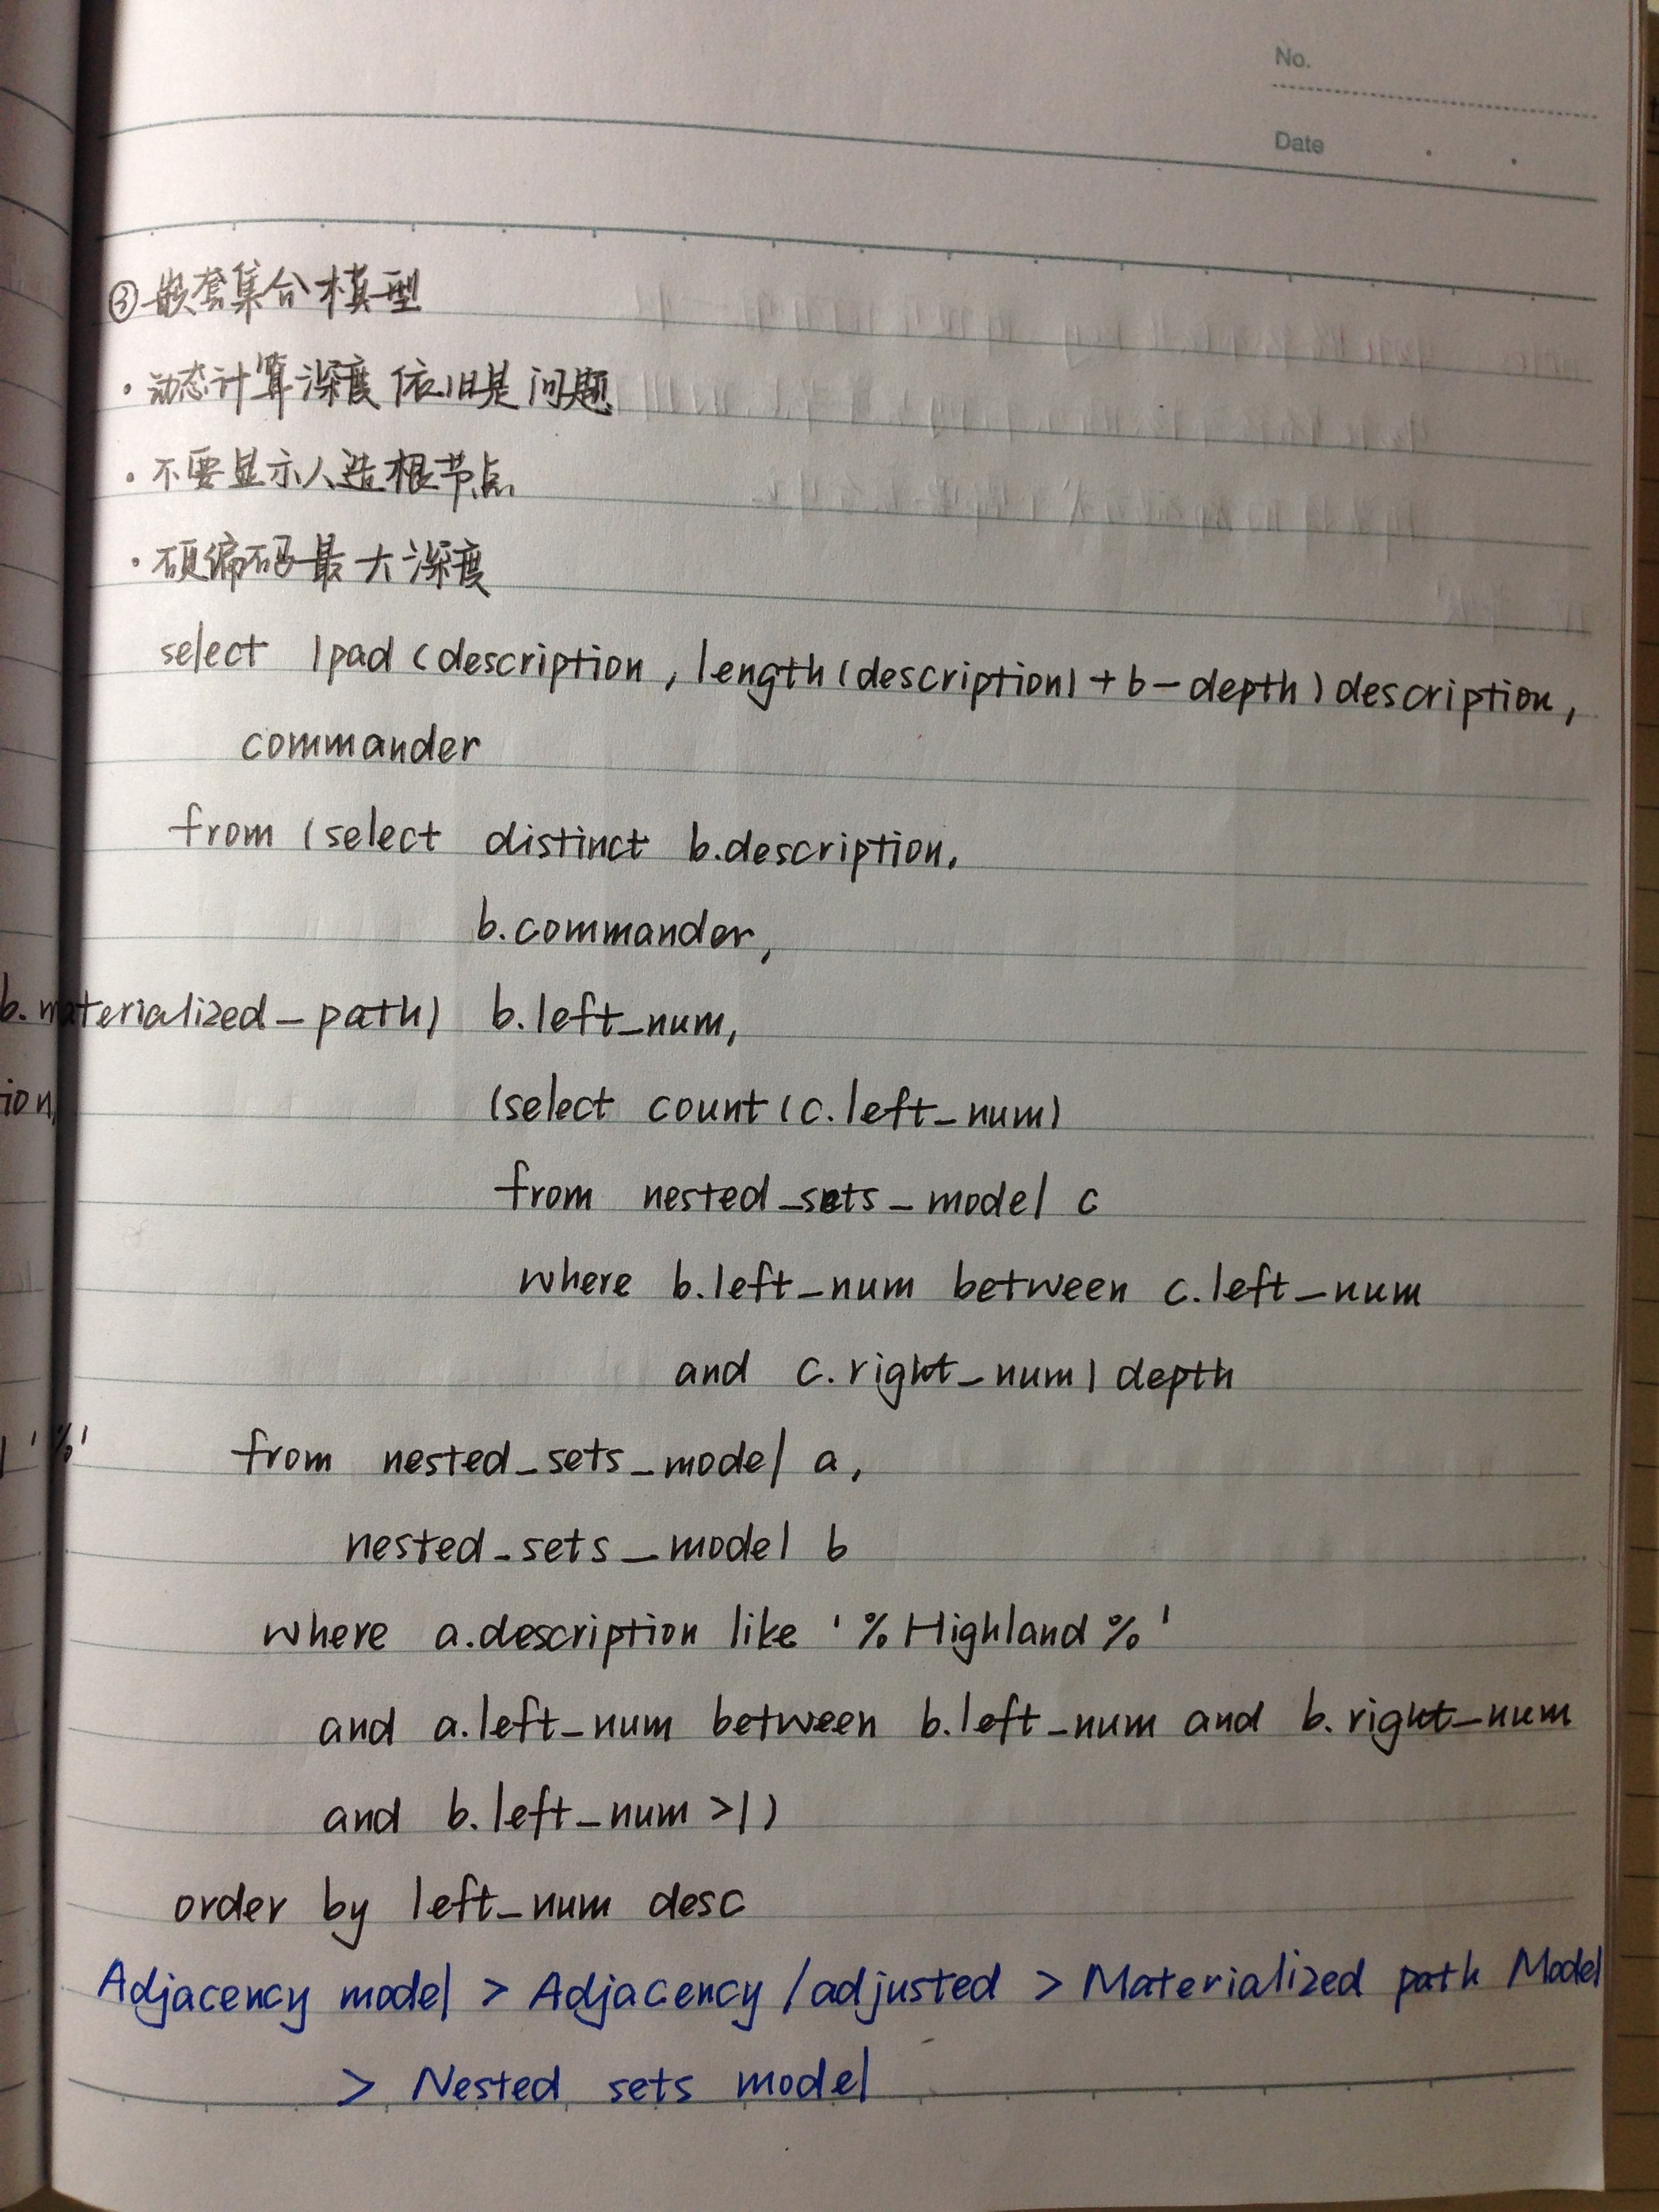 No.
Date
③嵌套集合模型
·动态计算深度依旧是问题
·不要显示人造根节点
·硬编码最大深度
select lpad (description, length(description)+b-depth) description,
commander
from (select distinct b.description,
b.commander,
b.materialized_path) b.left_num,
ion,
(select count(c.left_num)
from nested_sets_model c
where b.left_num between c.left_num
and c.right_num) depth
'%'
from nested_sets_model a,
nested_sets_model b
where a.description like '%Highland%'
and a.left_num between b.left_num and b.right_num
and b.left_num >1)
order by left_num desc
Adjacency model > Adjacency/adjusted > Materialized path Model
> Nested sets model